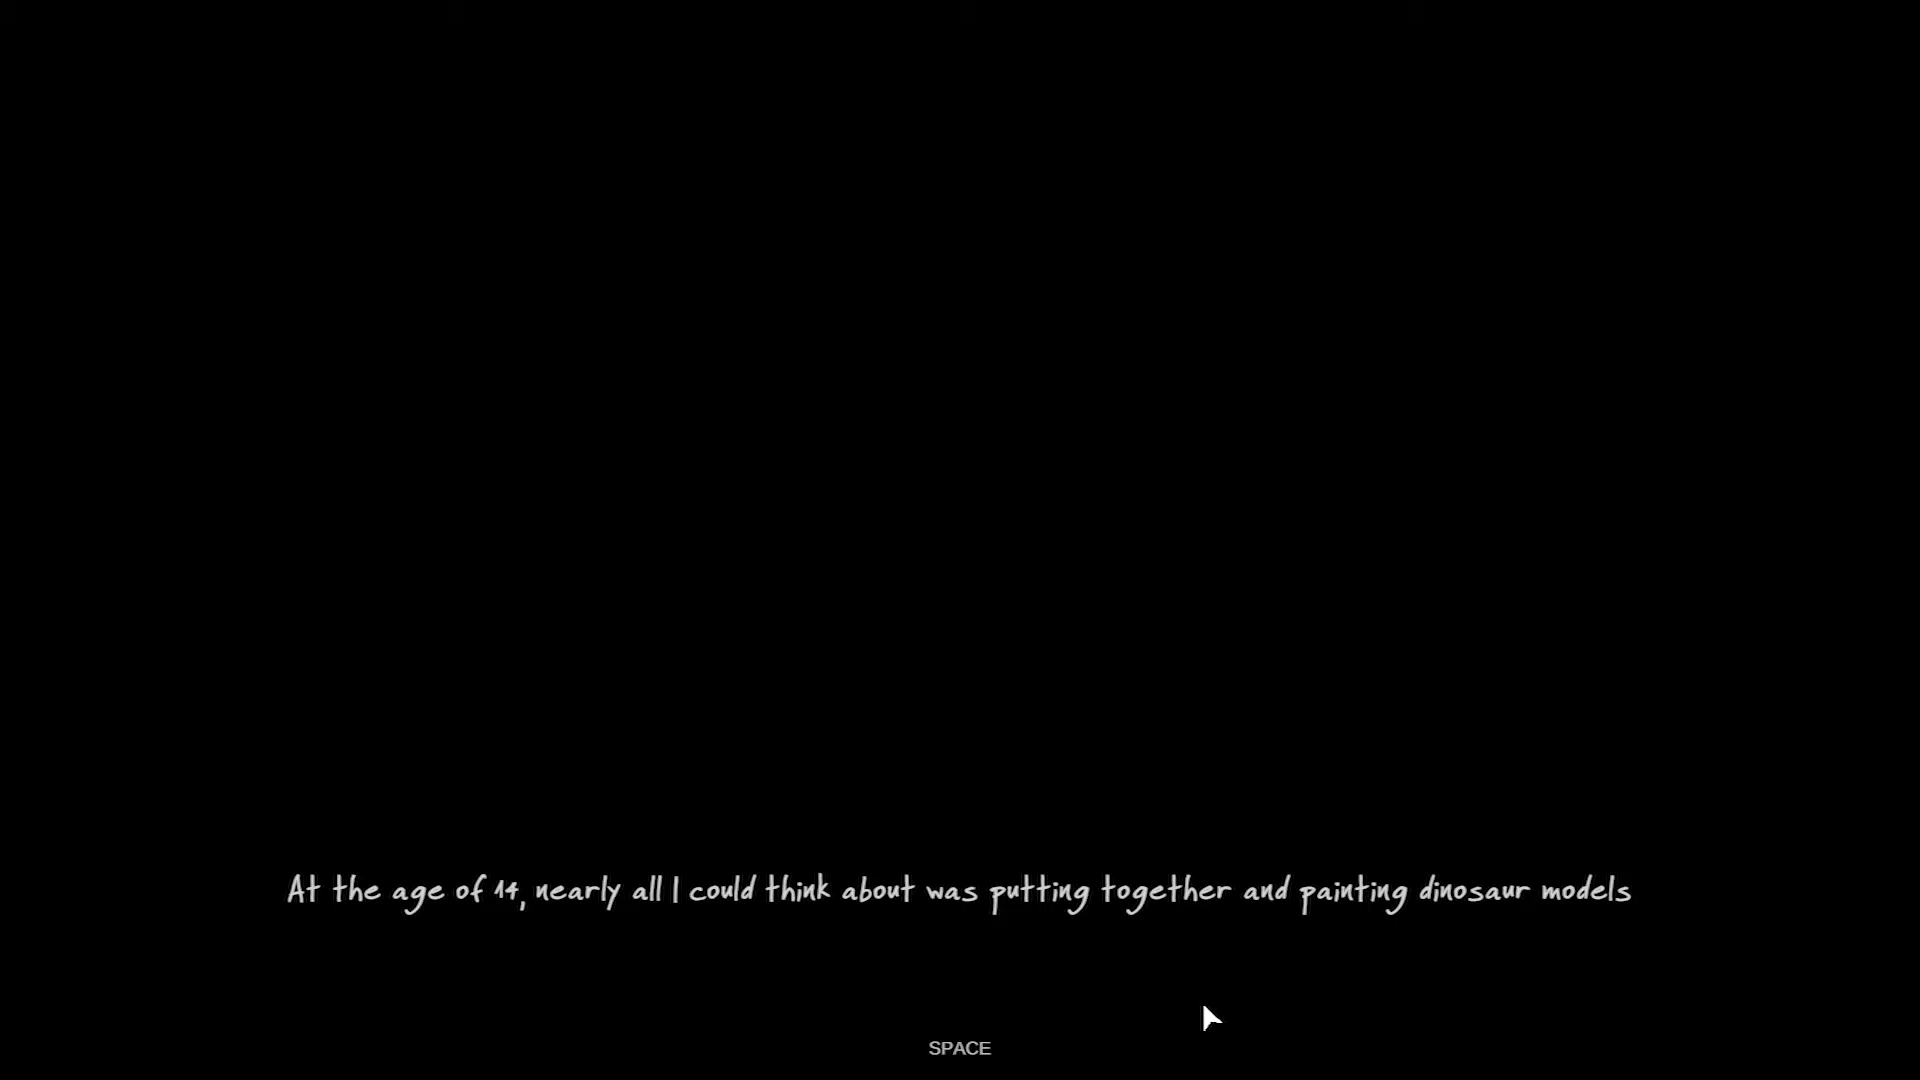 At the age of 14, nearly all I could think about was putting together and painting dinosaur models
SPACE